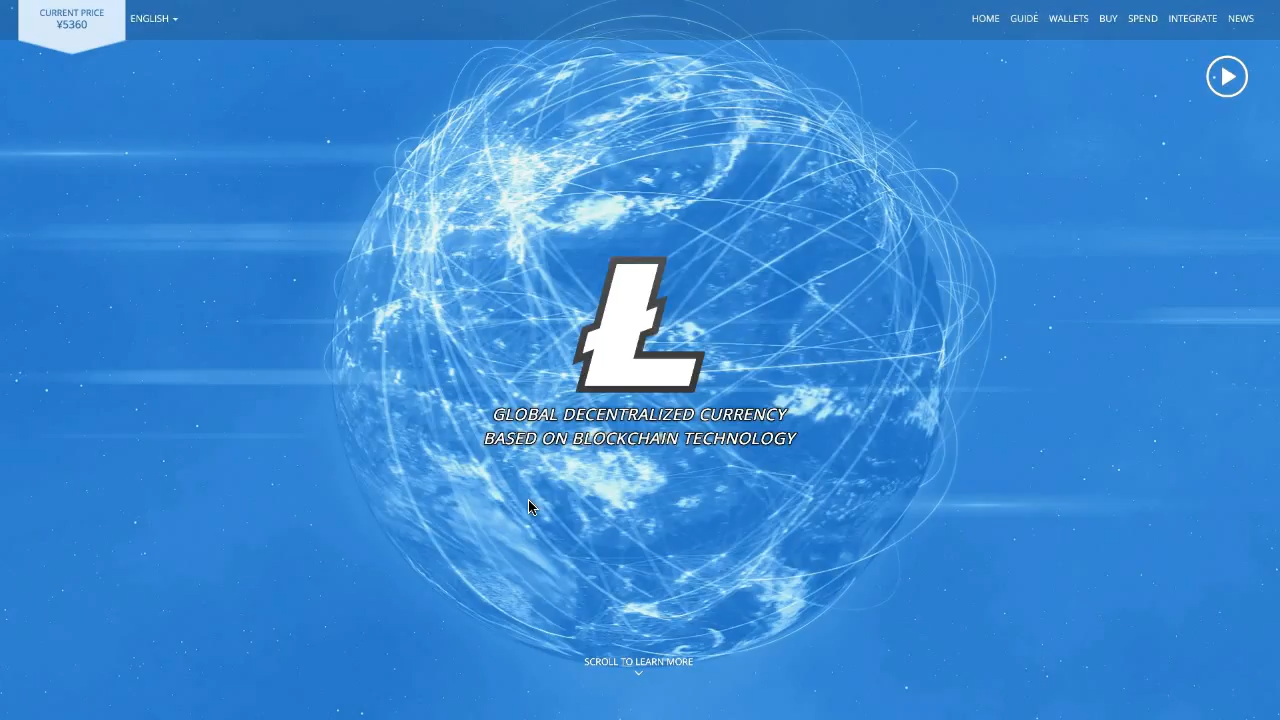 CURRENT PRICE
¥5360
ENGLISH
HOME GUIDE WALLETS BUY SPEND INTEGRATE NEWS
GLOBAL DECENTRALIZED CURRENCY
BASED ON BLOCKCHAIN TECHNOLOGY
SCROLL TO LEARN MORE